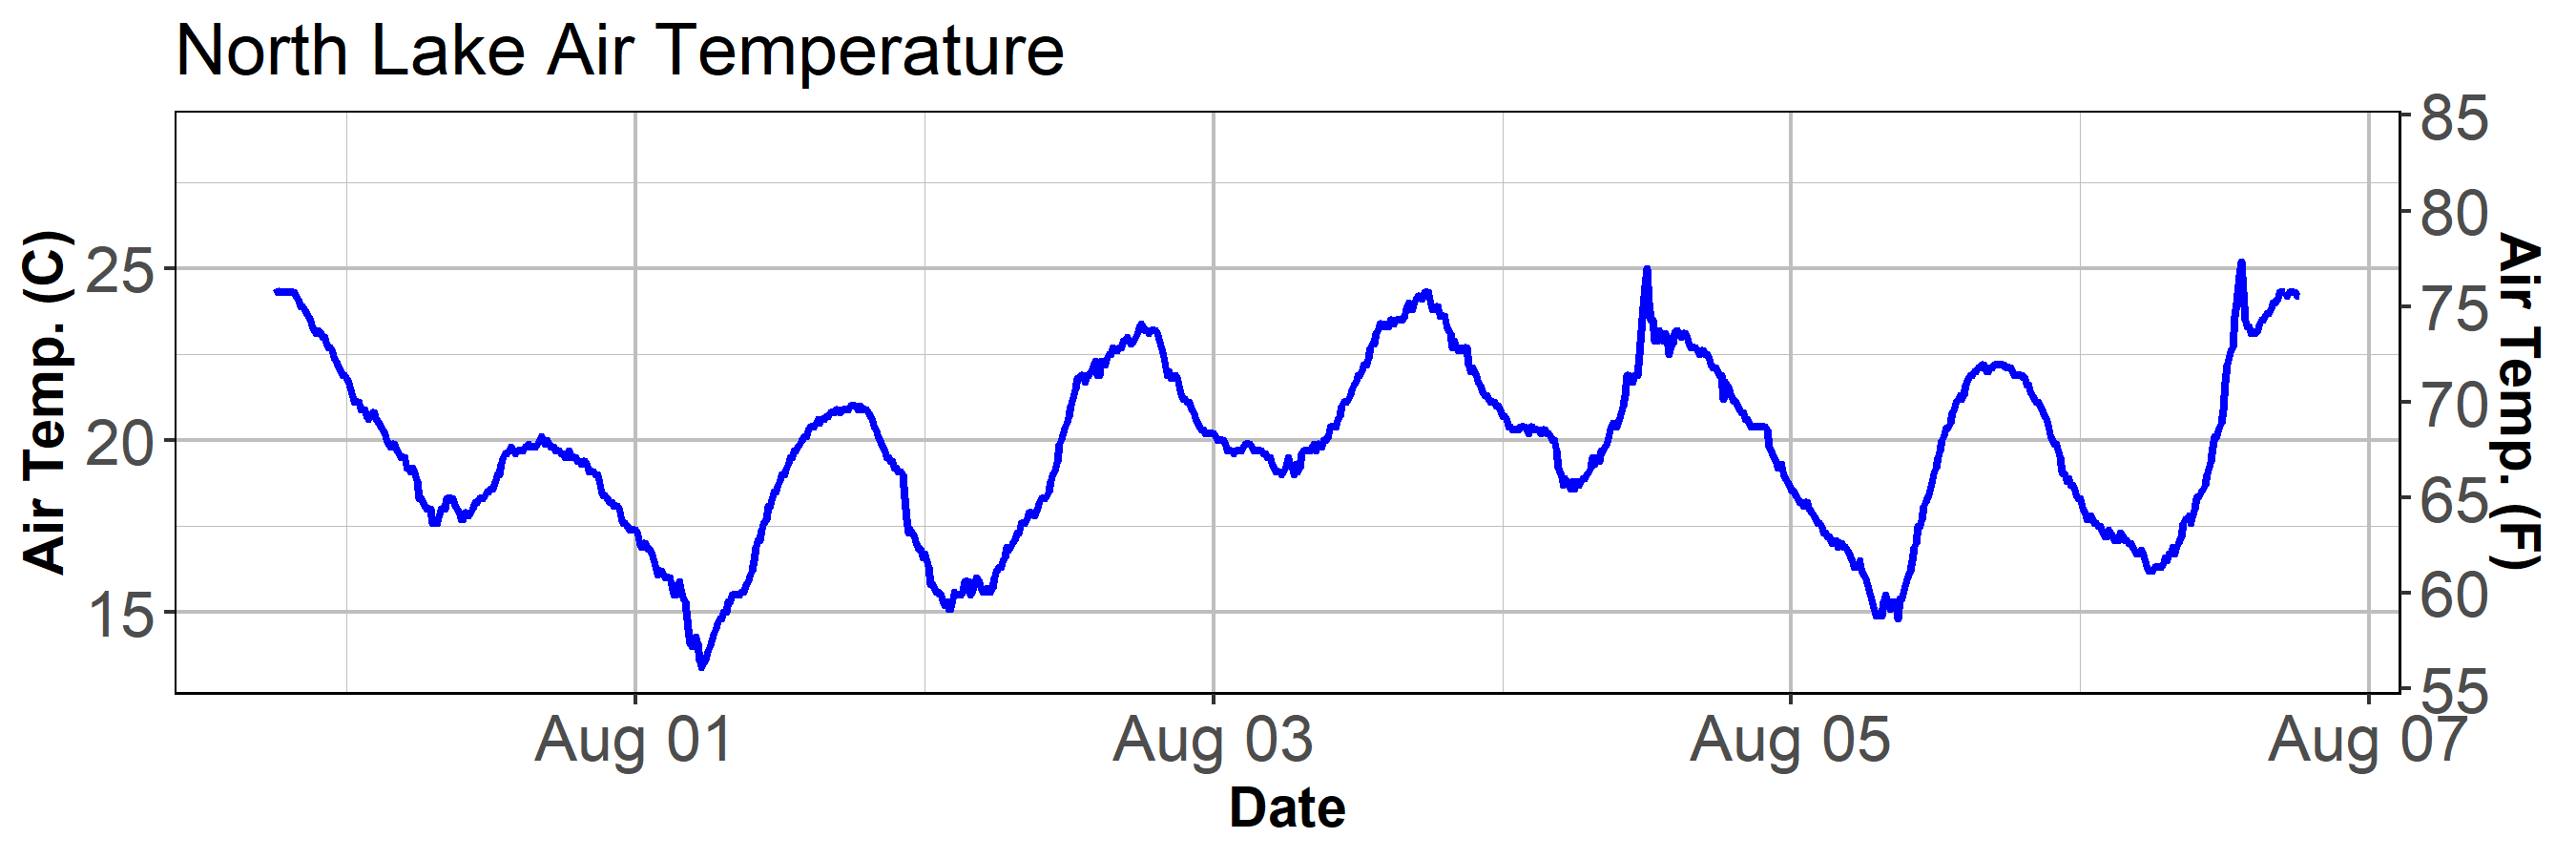 North Lake Air Temperature
Air Temp. (C)
25
20
15
85
80
75
70
65
60
55
Air Temp. (F)
Aug 01 Aug 03 Aug 05 Aug 07
Date